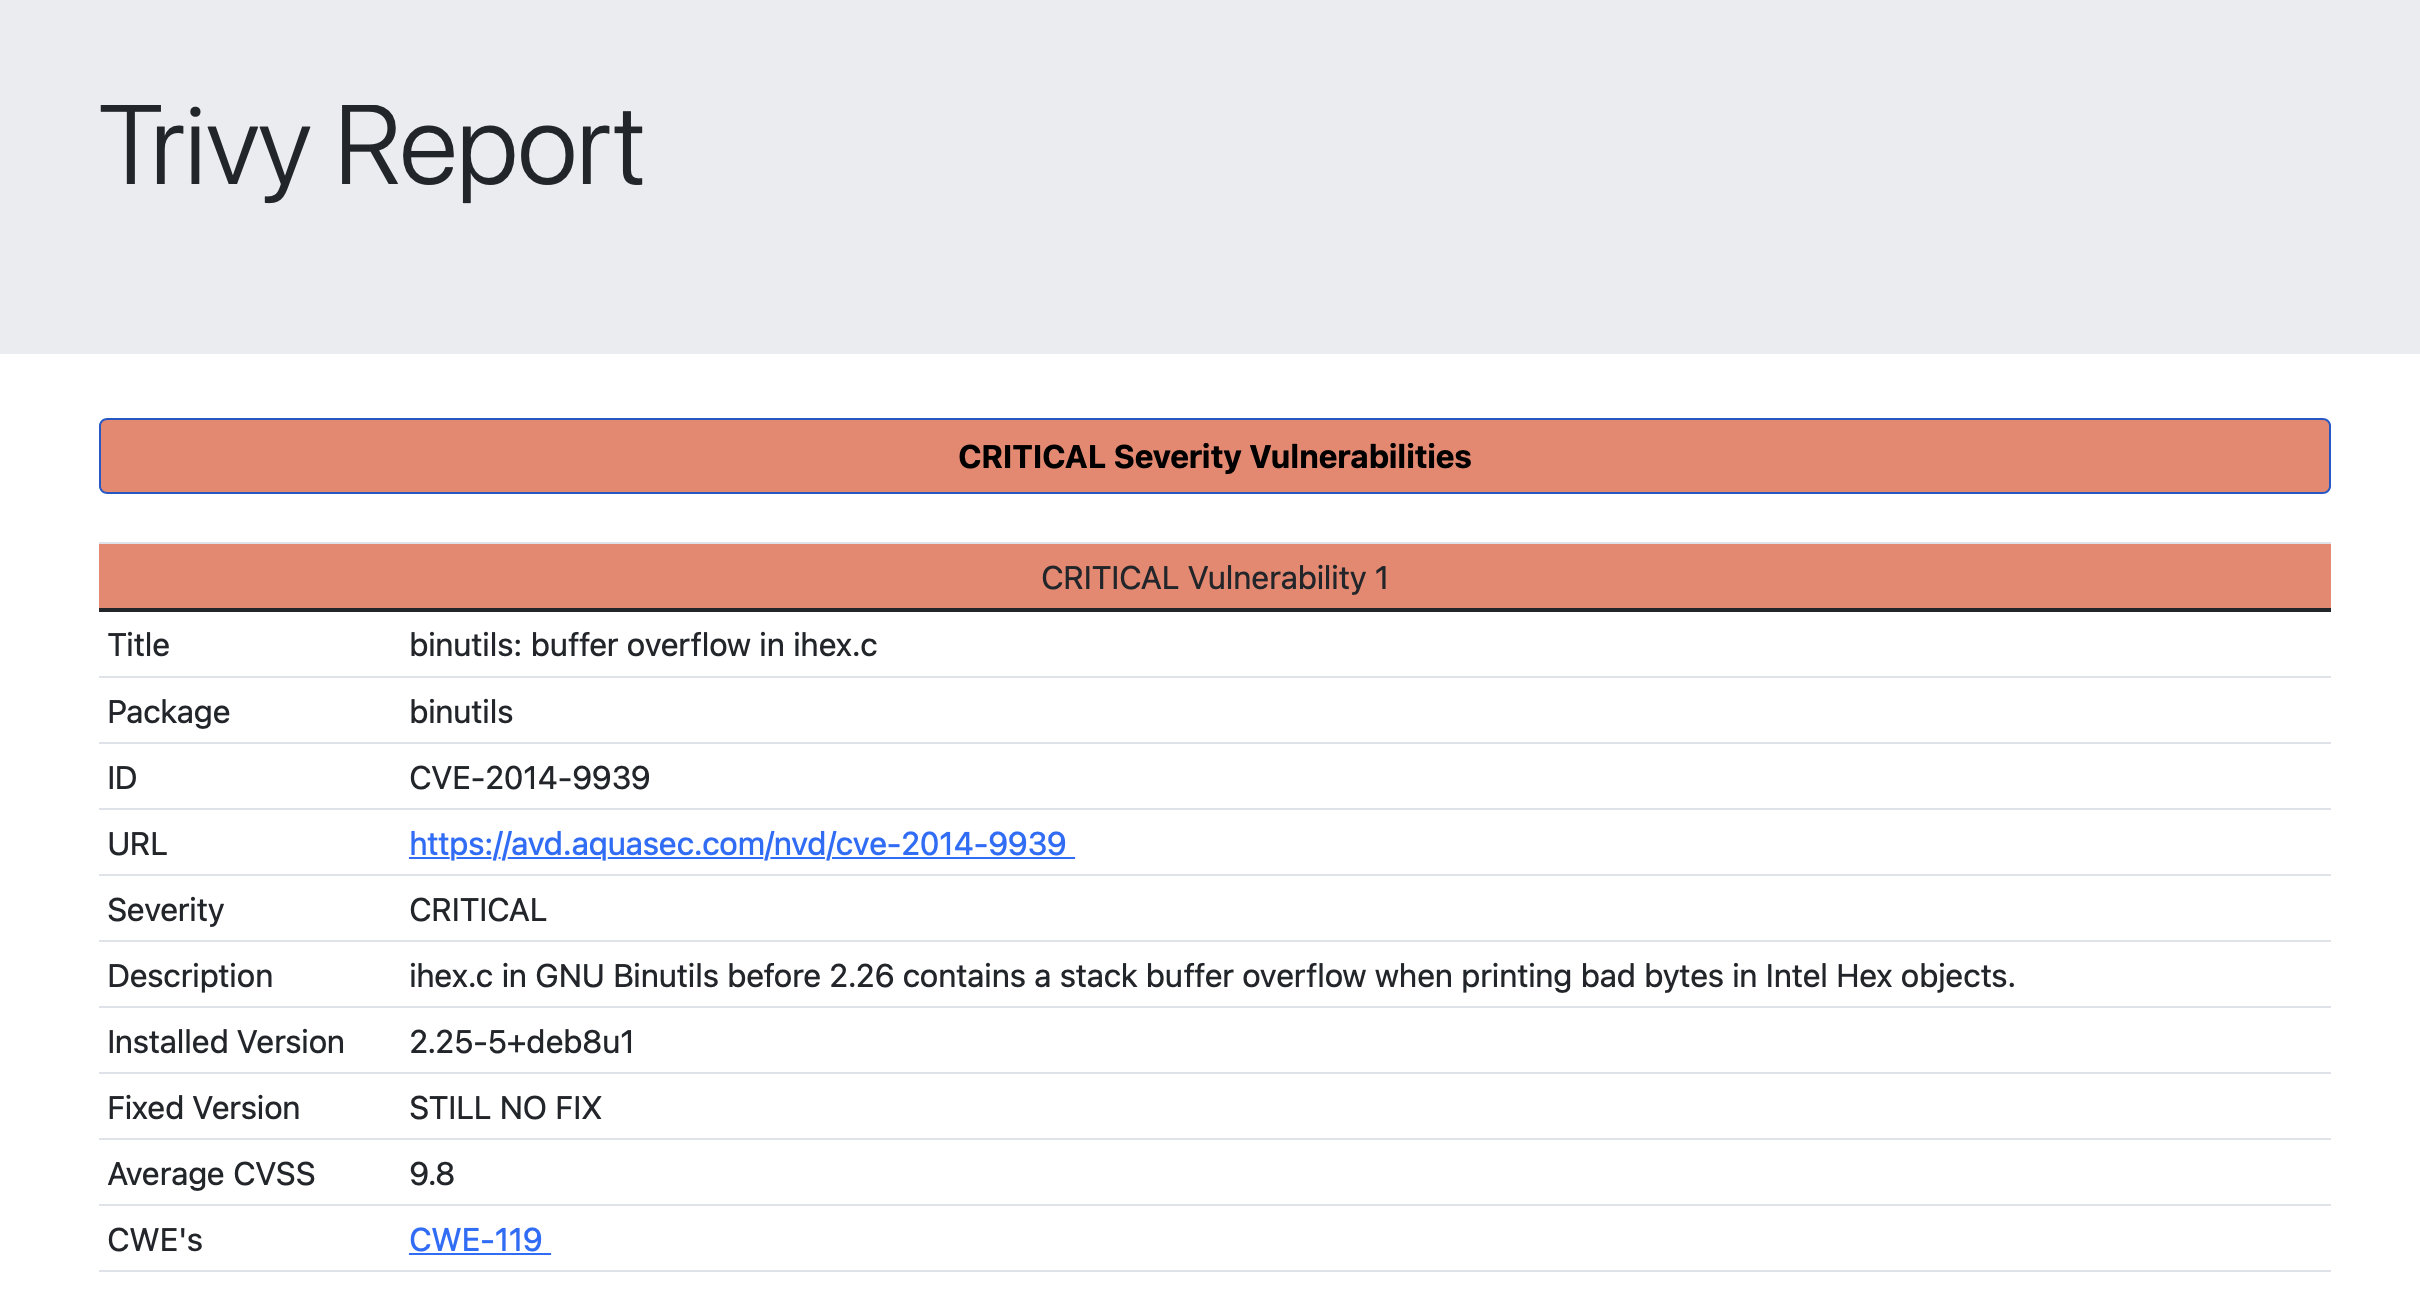 Trivy Report
CRITICAL Severity Vulnerabilities
CRITICAL Vulnerability 1
Title binutils: buffer overflow in ihex.c
Package binutils
ID CVE-2014-9939
URL https://avd.aquasec.com/nvd/cve-2014-9939
Severity CRITICAL
Description ihex.c in GNU Binutils before 2.26 contains a stack buffer overflow when printing bad bytes in Intel Hex objects.
Installed Version 2.25-5+deb8u1
Fixed Version STILL NO FIX
Average CVSS 9.8
CWE's CWE-119